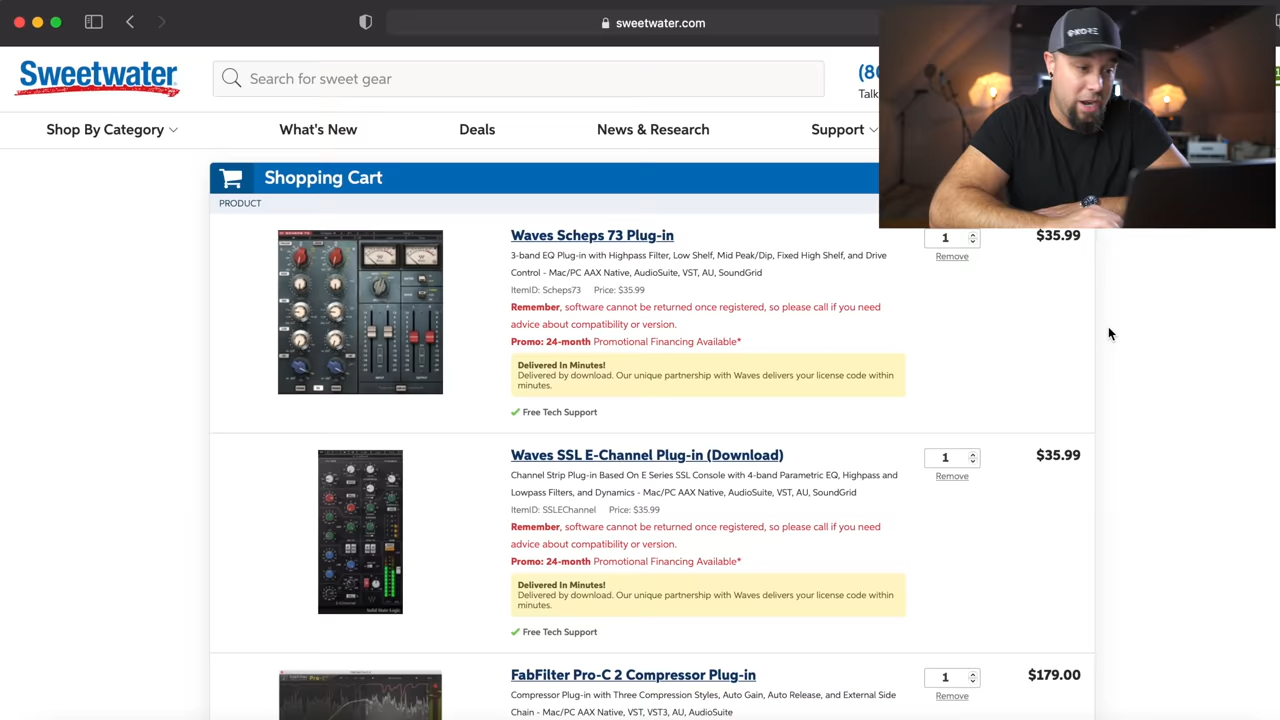 sweetwater.com
Sweetwater
Search for sweet gear
(8
Talk
Shop By Category
What's New
Deals
News & Research
Support
Shopping Cart
PRODUCT
Waves Scheps 73 Plug-in
3-band EQ Plug-in with Highpass Filter, Low Shelf, Mid Peak/Dip, Fixed High Shelf, and Drive
Control - Mac/PC AAX Native, AudioSuite, VST, AU, SoundGrid
ItemID: Scheps73 Price: $35.99
Remember, software cannot be returned once registered, so please call if you need
advice about compatibility or version.
Promo: 24-month Promotional Financing Available*
Delivered In Minutes!
Delivered by download. Our unique partnership with Waves delivers your license code within
minutes.
Free Tech Support
1
Remove
$35.99
Waves SSL E-Channel Plug-in (Download)
Channel Strip Plug-in Based On E Series SSL Console with 4-band Parametric EQ, Highpass and
Lowpass Filters, and Dynamics - Mac/PC AAX Native, AudioSuite, VST, AU, SoundGrid
ItemID: SSLEChannel Price: $35.99
Remember, software cannot be returned once registered, so please call if you need
advice about compatibility or version.
Promo: 24-month Promotional Financing Available*
Delivered In Minutes!
Delivered by download. Our unique partnership with Waves delivers your license code within
minutes.
Free Tech Support
1
Remove
$35.99
FabFilter Pro-C 2 Compressor Plug-in
Compressor Plug-in with Three Compression Styles, Auto Gain, Auto Release, and External Side
Chain - Mac/PC AAX Native, VST, VST3, AU, AudioSuite
1
Remove
$179.00